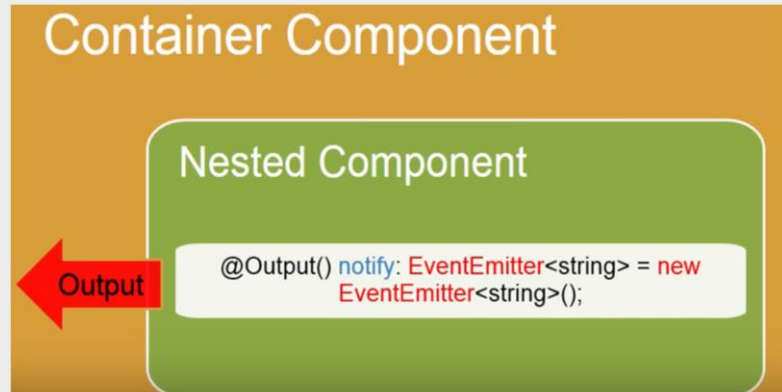 Container Component
Nested Component
@Output() notify: EventEmitter<string> = new
EventEmitter<string>();
Output